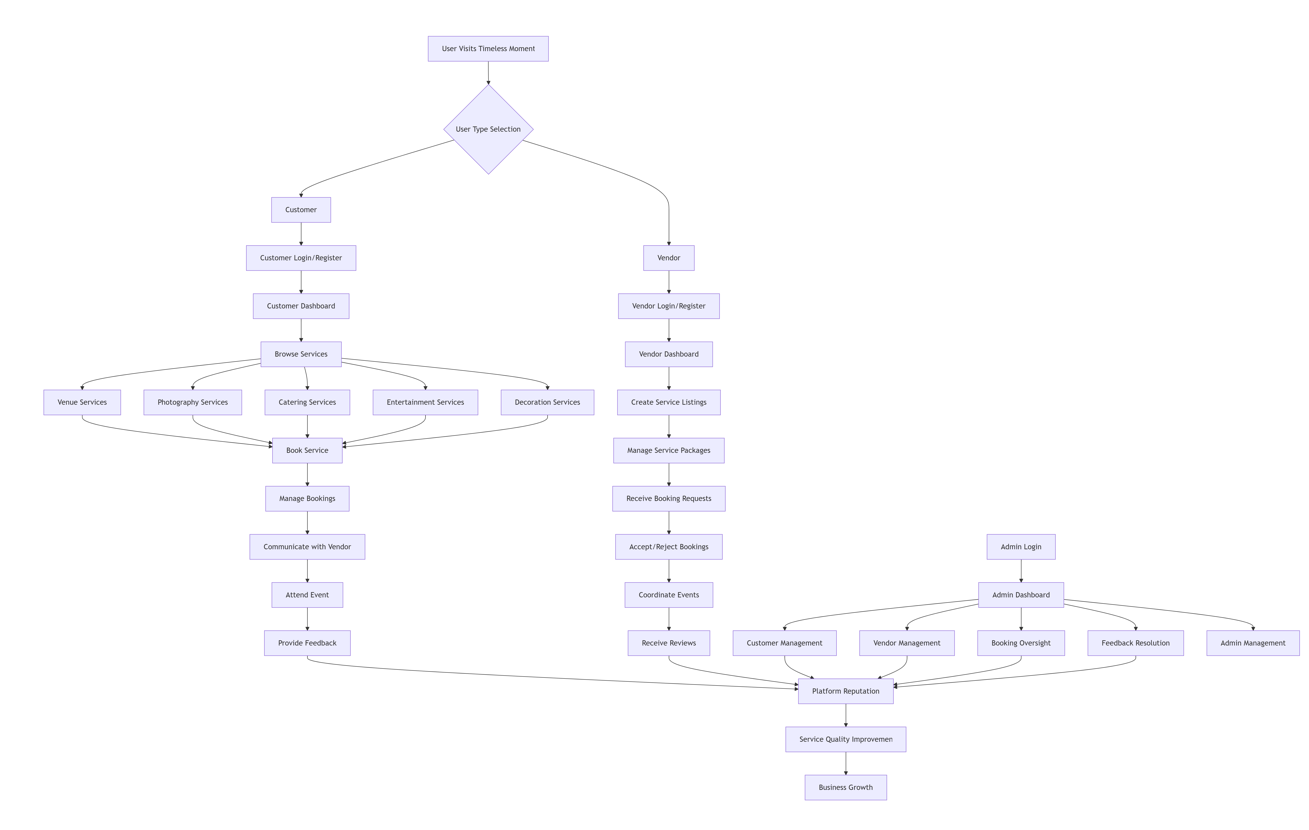 User Visits Timeless Moment
User Type Selection
Customer
Customer Login/Register
Vendor
Customer Dashboard
Vendor Login/Register
Browse Services
Vendor Dashboard
Venue Services
Photography Services
Catering Services
Entertainment Services
Decoration Services
Create Service Listings
Book Service
Manage Service Packages
Manage Bookings
Receive Booking Requests
Communicate with Vendor
Accept/Reject Bookings
Admin Login
Attend Event
Coordinate Events
Admin Dashboard
Provide Feedback
Receive Reviews
Customer Management
Vendor Management
Booking Oversight
Feedback Resolution
Admin Management
Platform Reputation
Service Quality Improvemen
Business Growth